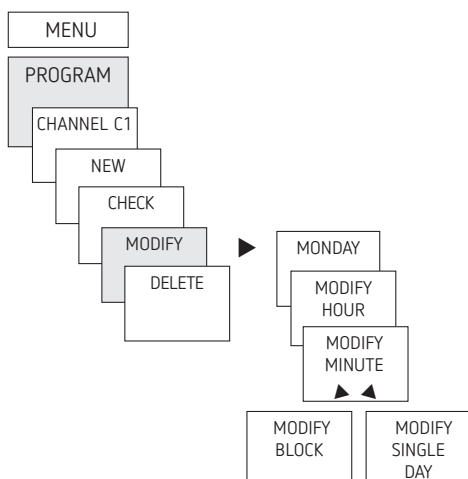 MENU
PROGRAM
CHANNEL C1
NEW
CHECK
MODIFY
DELETE
MONDAY
MODIFY
HOUR
MODIFY
MINUTE
MODIFY
BLOCK
MODIFY
SINGLE
DAY